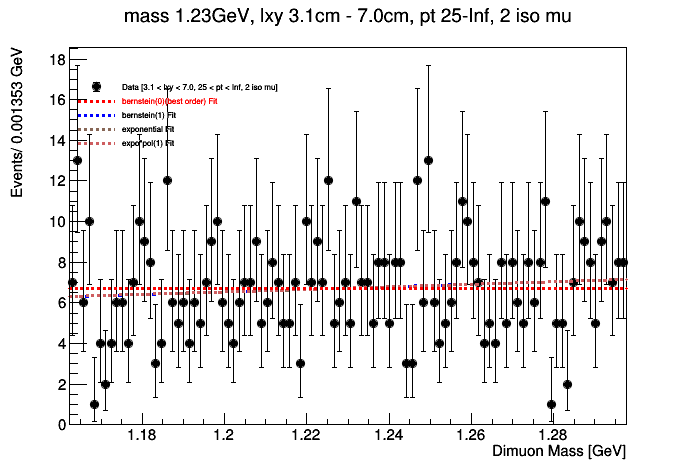 mass 1.23GeV, lxy 3.1cm - 7.0cm, pt 25-Inf, 2 iso mu
Events/ 0.001353 GeV
18
16
14
12
10
8
6
4
2
0
Data [3.1 < lxy < 7.0, 25 < pt < Inf, 2 iso mu]
bernstein(0)(best order) Fit
bernstein(1) Fit
exponential Fit
expo*pol(1) Fit
1.18 1.2 1.22 1.24 1.26 1.28
Dimuon Mass [GeV]